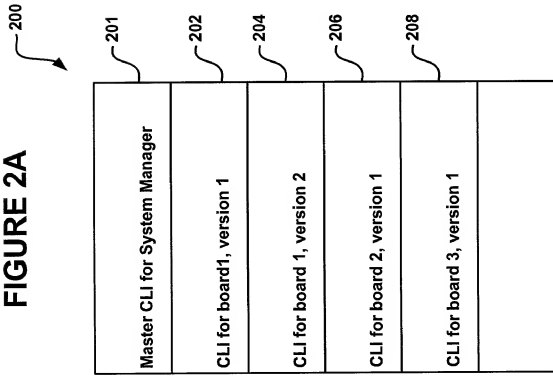 FIGURE 2A
200
201
Master CLI for System Manager
202
CLI for board1, version 1
204
CLI for board 1, version 2
206
CLI for board 2, version 1
208
CLI for board 3, version 1